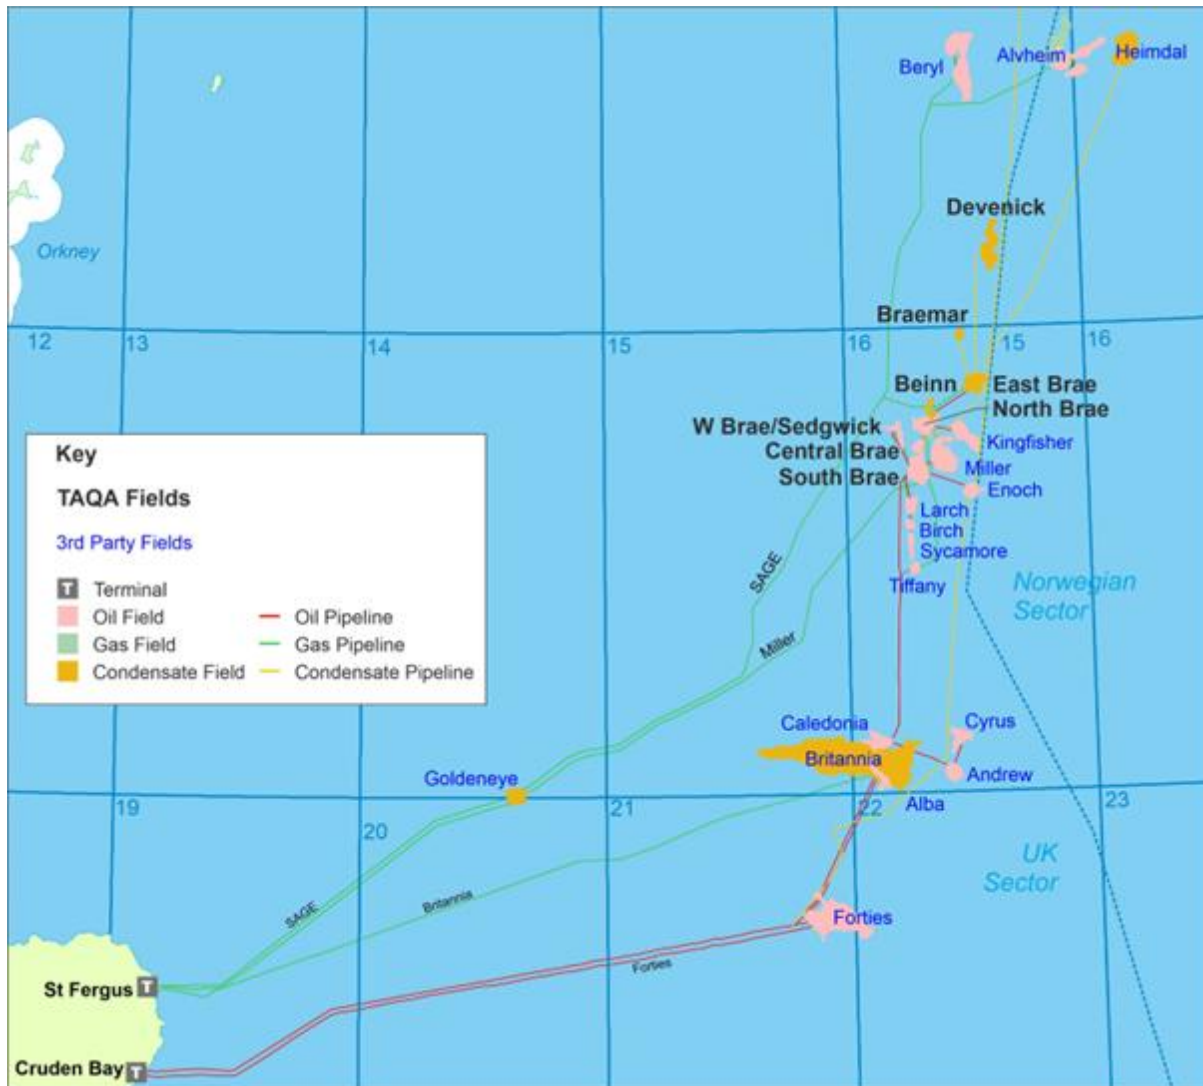 Beryl
Alvheim
Heimdal
Devenick
Orkney
Braemar
12
13
14
15
16
15
16
Beinn
East Brae
North Brae
W Brae/Sedgwick
Central Brae
South Brae
Kingfisher
Miller
Enoch
Larch
Birch
Sycamore
Tiffany
Key
TAQA Fields
3rd Party Fields
T Terminal
Oil Field
Oil Pipeline
Gas Field
Gas Pipeline
Condensate Field
Condensate Pipeline
SAGE
Miller
Norwegian
Sector
Caledonia
Cyrus
Britannia
Andrew
Goldeneye
Alba
19
20
21
22
23
UK
Sector
SAGE
Britannia
Forties
Forties
St Fergus T
Cruden Bay T